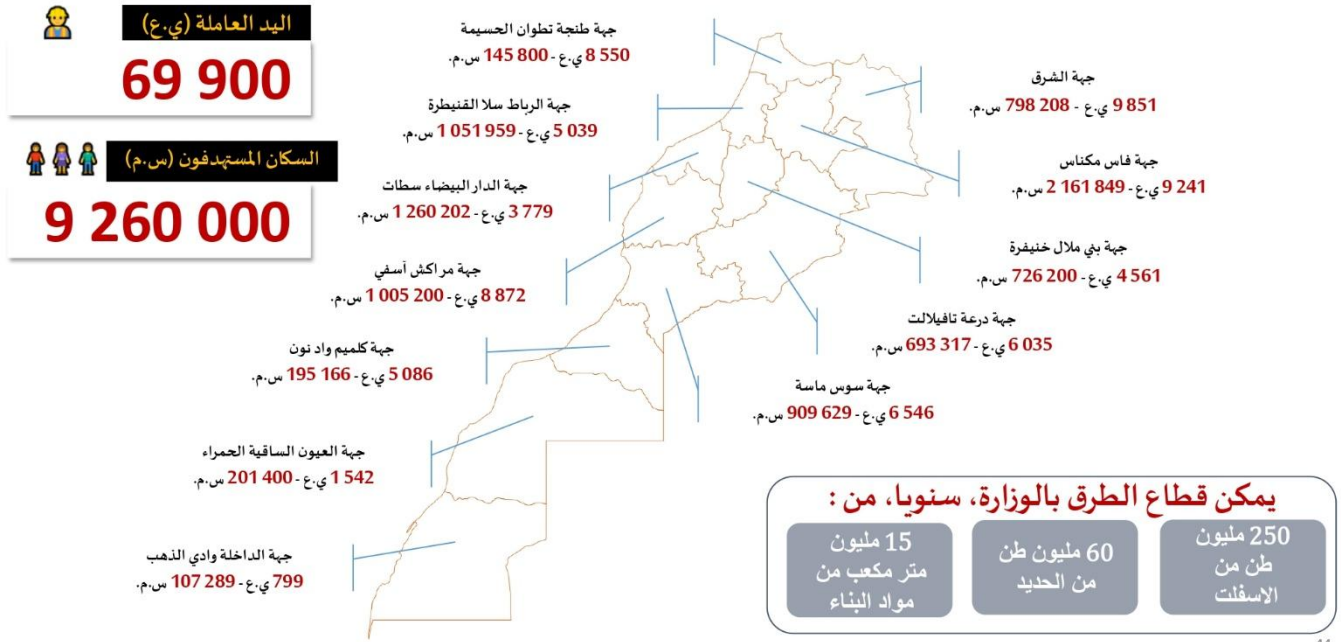 اليد العاملة (ي.ع)
69 900
السكان المستهدفون (س.م)
9 260 000
جهة طنجة تطوان الحسيمة
8 550 ي.ع - 145 800 س.م.
جهة الرباط سلا القنيطرة
5 039 ي.ع - 1 051 959 س.م.
جهة الدار البيضاء سطات
3 779 ي.ع - 1 260 202 س.م.
جهة مراكش آسفي
8 872 ي.ع - 1 005 200 س.م.
جهة كلميم واد نون
5 086 ي.ع - 195 166 س.م.
جهة العيون الساقية الحمراء
1 542 ي.ع - 201 400 س.م.
جهة الداخلة وادي الذهب
799 ي.ع - 107 289 س.م.
جهة الشرق
9 851 ي.ع - 798 208 س.م.
جهة فاس مكناس
9 241 ي.ع - 2 161 849 س.م.
جهة بني ملال خنيفرة
4 561 ي.ع - 726 200 س.م.
جهة درعة تافيلالت
6 035 ي.ع - 693 317 س.م.
جهة سوس ماسة
6 546 ي.ع - 909 629 س.م.
يمكن قطاع الطرق بالوزارة، سنويا، من :
250 مليون
طن من
الاسفلت
60 مليون طن
من الحديد
15 مليون
متر مكعب من
مواد البناء